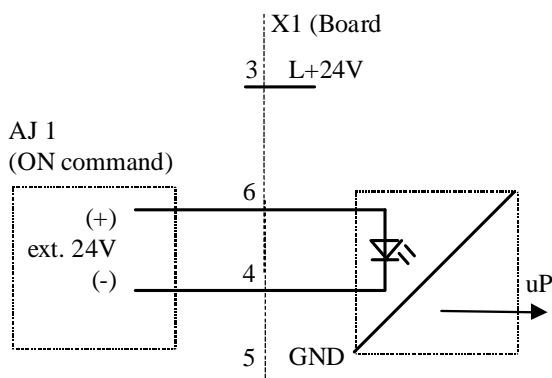 X1 (Board
3 L+24V
AJ 1
(ON command)
6
(+)
ext. 24V
(-)
4
uP
5 GND